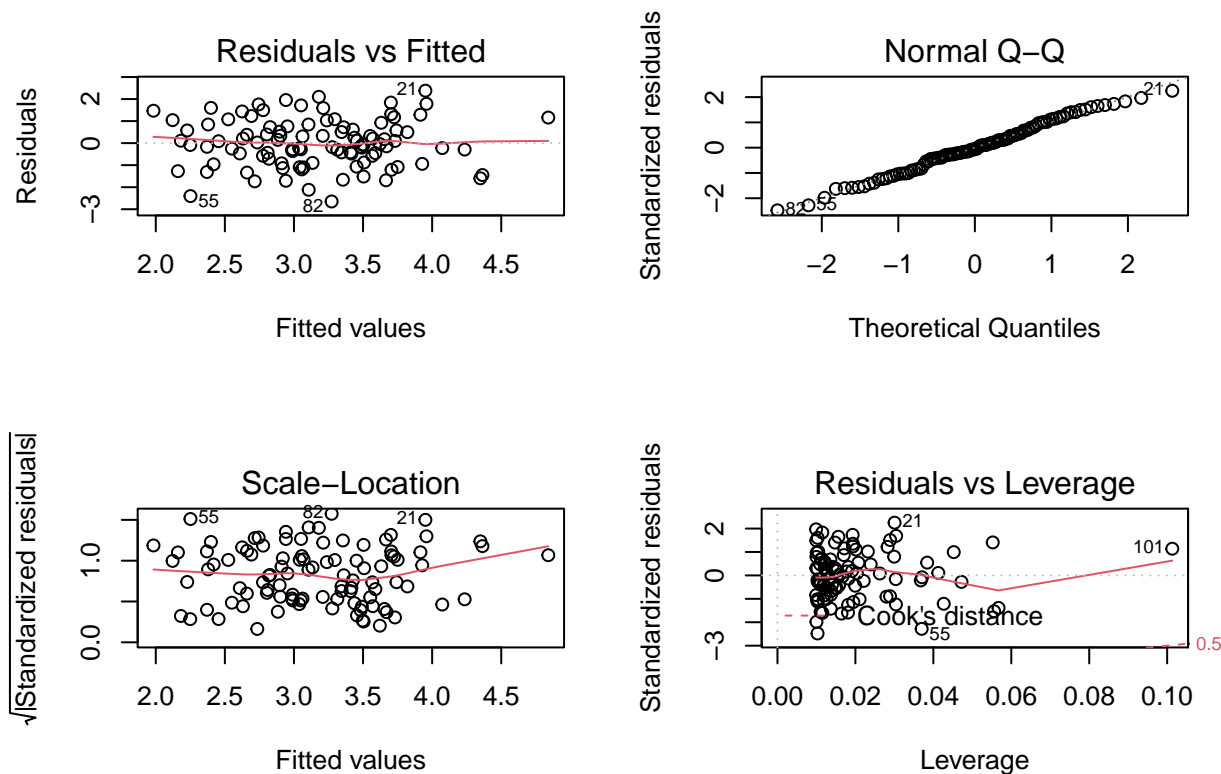 Residuals vs Fitted
Residuals
2
0
−3
21
55
82
2.0 2.5 3.0 3.5 4.0 4.5
Fitted values
Normal Q−Q
Standardized residuals
2
0
−2
21
82
55
−2 −1 0 1 2
Theoretical Quantiles
Scale−Location
√|Standardized residuals|
1.0
0.0
55
82
21
2.0 2.5 3.0 3.5 4.0 4.5
Fitted values
Residuals vs Leverage
Standardized residuals
2
0
−3
21
101
Cook's distance
55
0.5
0.00 0.02 0.04 0.06 0.08 0.10
Leverage